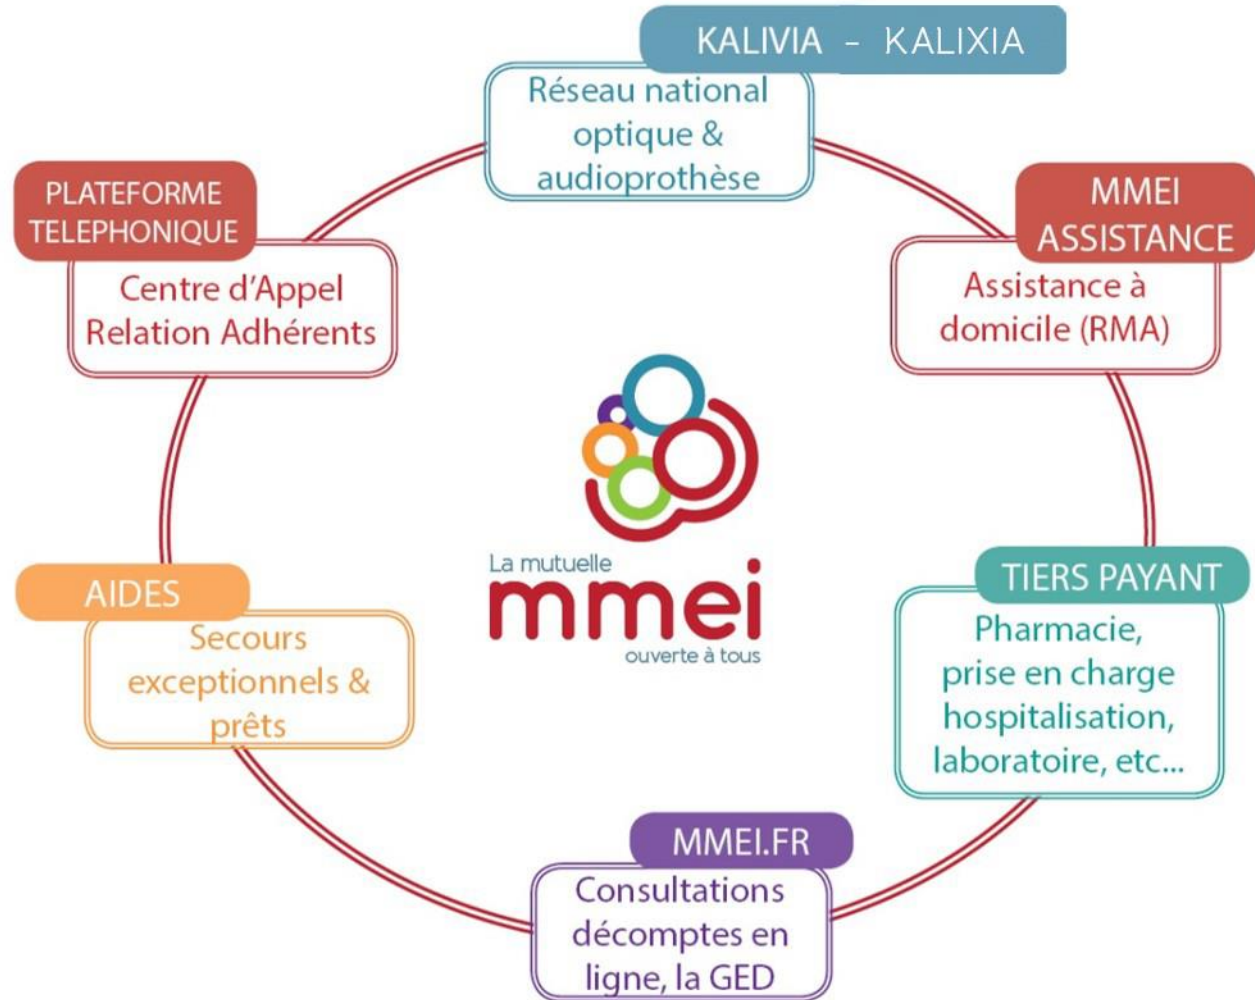 KALIVIA - KALIXIA
Réseau national
optique &
audioprothèse
MMEI
ASSISTANCE
Assistance à
domicile (RMA)
TIERS PAYANT
Pharmacie,
prise en charge
hospitalisation,
laboratoire, etc...
MMEI.FR
Consultations
décomptes en
ligne, la GED
AIDES
Secours
exceptionnels &
prêts
PLATEFORME
TELEPHONIQUE
Centre d'Appel
Relation Adhérents
La mutuelle
mmei
ouverte à tous